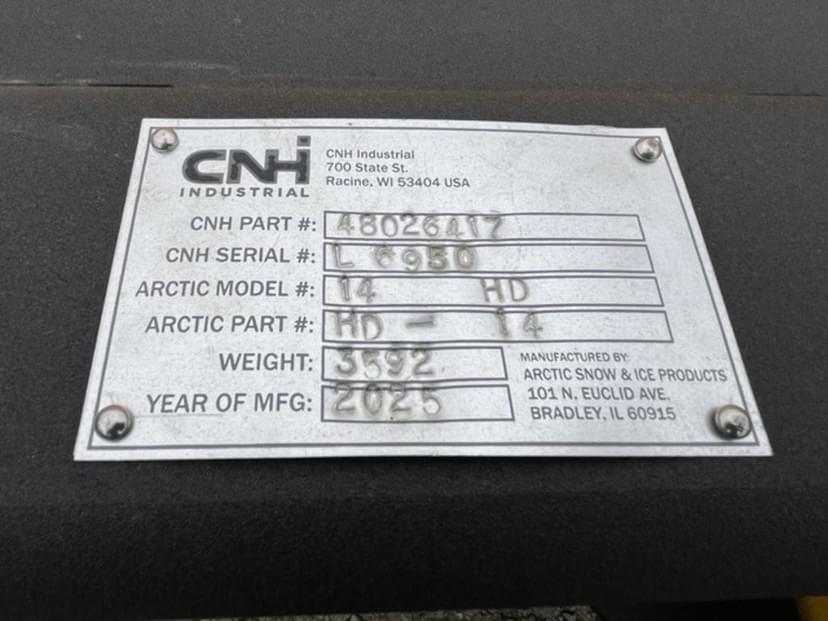 CNH
INDUSTRIAL
CNH Industrial
700 State St.
Racine, WI 53404 USA
CNH PART #: 48026417
CNH SERIAL #: L 6950
ARCTIC MODEL #: 14 HD
ARCTIC PART #: HD - 14
WEIGHT: 3592
YEAR OF MFG: 2025
MANUFACTURED BY:
ARCTIC SNOW & ICE PRODUCTS
101 N. EUCLID AVE.
BRADLEY, IL 60915